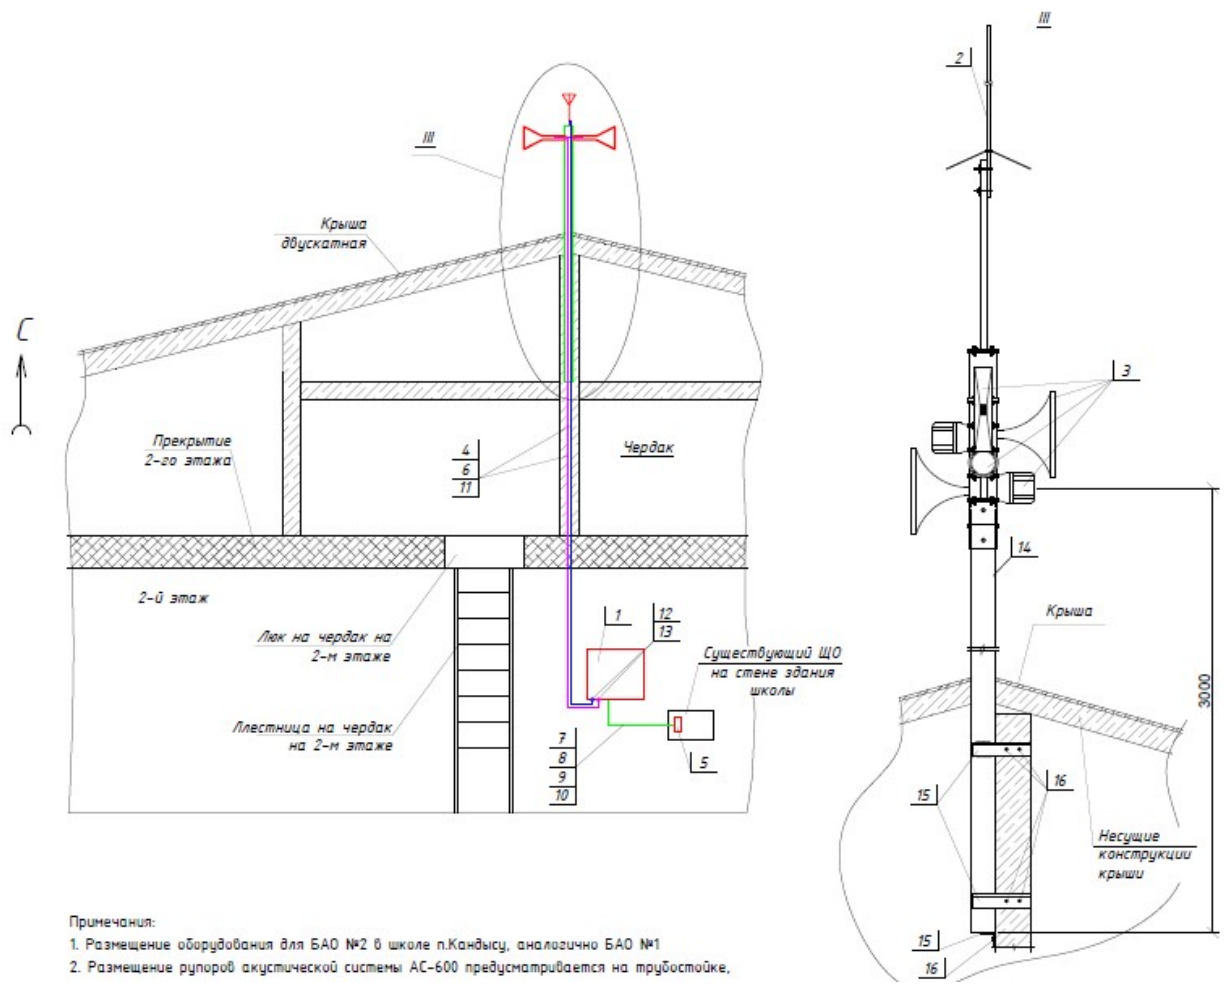 III
2
III
Крыша
двускатная
С
3
Прекрытие
2-го этажа
4
6
11
Чердак
14
2-й этаж
1
12
13
Крыша
Люк на чердак на
2-м этаже
Существующий ЩО
на стене здания
школы
3000
Ллестница на чердак
на 2-м этаже
7
8
9
10
5
15
16
Несущие
конструкции
крыши
Примечания:
1. Размещение оборудования для БАО №2 в школе п.Кандысу, аналогично БАО №1
2. Размещение рупоров акустической системы АС-600 предусматривается на трубостойке,
15
16